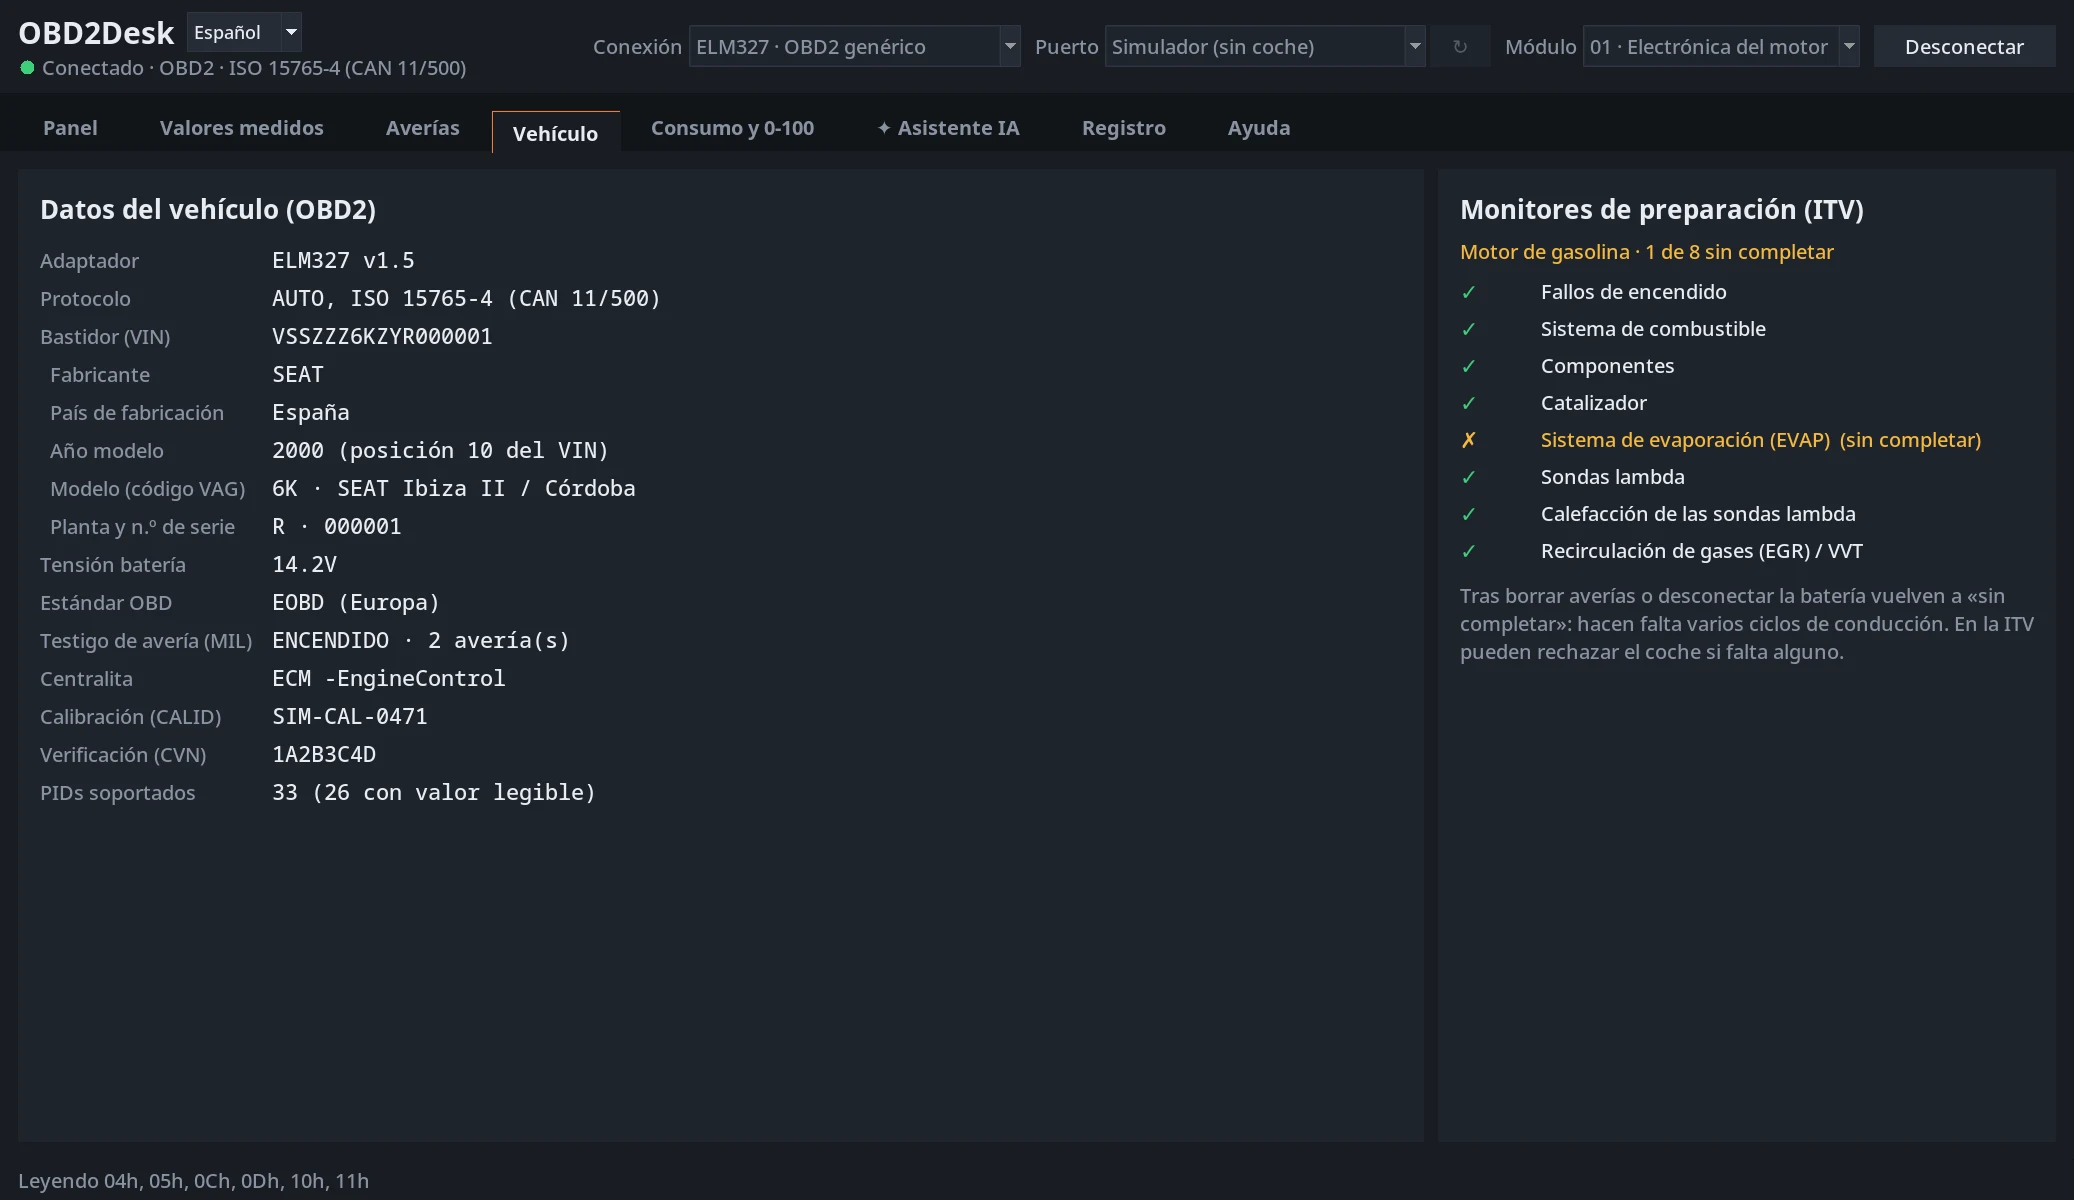 OBD2Desk Español
Conectado · OBD2 · ISO 15765-4 (CAN 11/500)
Conexión ELM327 · OBD2 genérico Puerto Simulador (sin coche) ↻ Módulo 01 · Electrónica del motor Desconectar
Panel Valores medidos Averías Vehículo Consumo y 0-100 ✦ Asistente IA Registro Ayuda
Datos del vehículo (OBD2)
Adaptador ELM327 v1.5
Protocolo AUTO, ISO 15765-4 (CAN 11/500)
Bastidor (VIN) VSSZZZ6KZYR000001
Fabricante SEAT
País de fabricación España
Año modelo 2000 (posición 10 del VIN)
Modelo (código VAG) 6K · SEAT Ibiza II / Córdoba
Planta y n.º de serie R · 000001
Tensión batería 14.2V
Estándar OBD EOBD (Europa)
Testigo de avería (MIL) ENCENDIDO · 2 avería(s)
Centralita ECM -EngineControl
Calibración (CALID) SIM-CAL-0471
Verificación (CVN) 1A2B3C4D
PIDs soportados 33 (26 con valor legible)
Monitores de preparación (ITV)
Motor de gasolina · 1 de 8 sin completar
✓ Fallos de encendido
✓ Sistema de combustible
✓ Componentes
✓ Catalizador
✗ Sistema de evaporación (EVAP) (sin completar)
✓ Sondas lambda
✓ Calefacción de las sondas lambda
✓ Recirculación de gases (EGR) / VVT
Tras borrar averías o desconectar la batería vuelven a «sin
completar»: hacen falta varios ciclos de conducción. En la ITV
pueden rechazar el coche si falta alguno.
Leyendo 04h, 05h, 0Ch, 0Dh, 10h, 11h